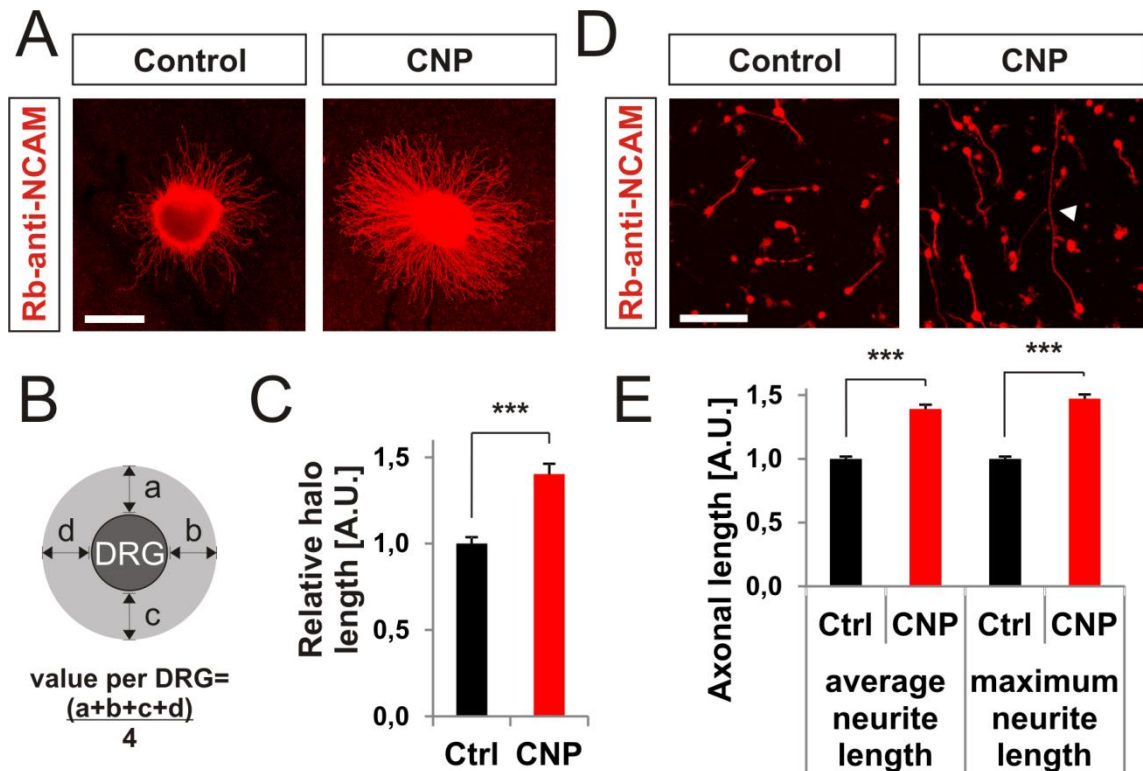 A
Control
CNP
Rb-anti-NCAM
B
a
b
c
d
DRG
value per DRG=
(a+b+c+d)
4
C
***
Relative halo
length [A.U.]
1,5
1,0
0,5
0,0
Ctrl
CNP
D
Control
CNP
Rb-anti-NCAM
E
***
***
Axonal length [A.U.]
1,5
1,0
0,5
0,0
Ctrl
CNP
Ctrl
CNP
average
neurite
length
maximum
neurite
length